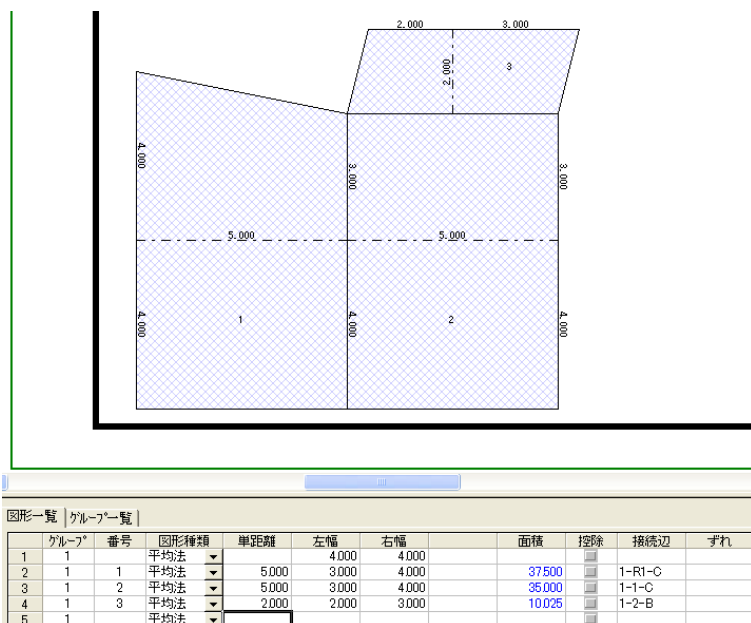 2.000 3.000
2.000
3
4.000
3.000
3.000
5.000
5.000
4.000
1
4.000
2
4.000
図形一覧 グループ一覧
グループ 番号 図形種類 単距離 左幅 右幅 面積 控除 接続辺 ずれ
1 1 平均法 4.000 4.000
2 1 1 平均法 5.000 3.000 4.000 37.500 1-R1-C
3 1 2 平均法 5.000 3.000 4.000 35.000 1-1-C
4 1 3 平均法 2.000 2.000 3.000 10.025 1-2-B
5 1 平均法